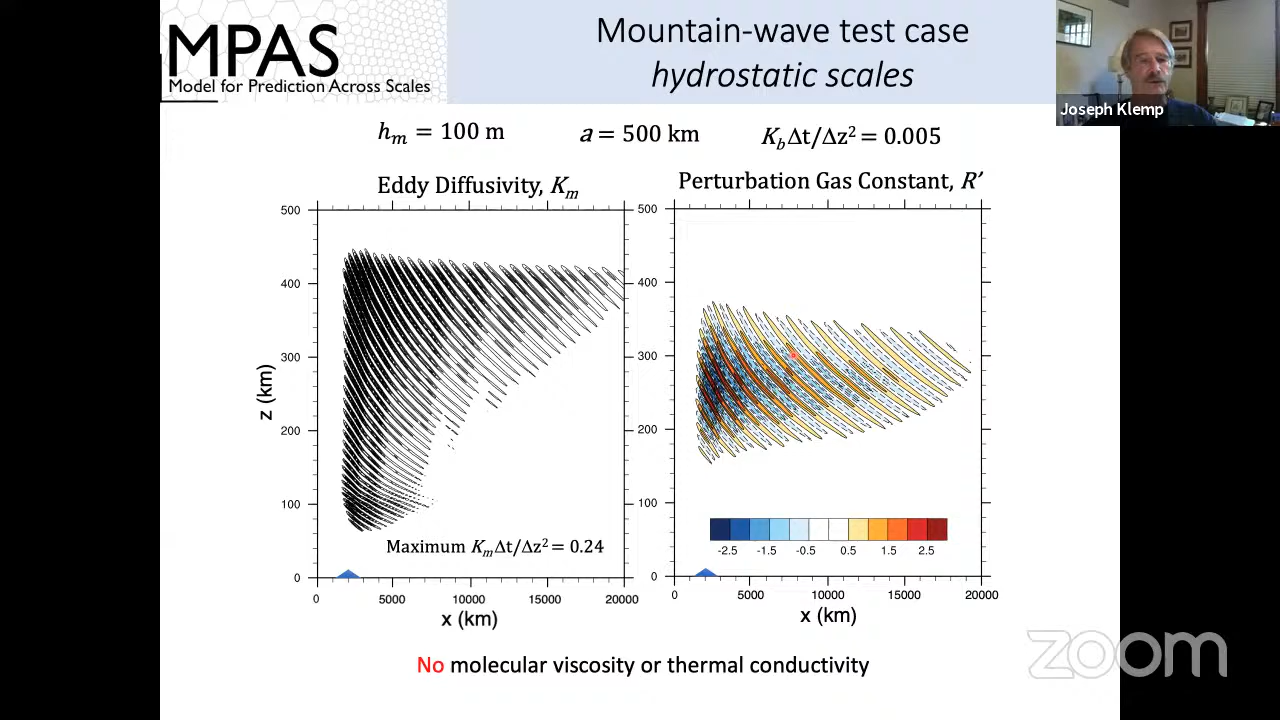 MPAS
Model for Prediction Across Scales
Mountain-wave test case
hydrostatic scales
Joseph Klemp
hₘ = 100 m
a = 500 km
K_bΔt/Δz² = 0.005
Eddy Diffusivity, Kₘ
Perturbation Gas Constant, R’
500
400
300
200
100
0
z (km)
Maximum KₘΔt/Δz² = 0.24
0 5000 10000 15000 20000
x (km)
500
400
300
200
100
0
-2.5 -1.5 -0.5 0.5 1.5 2.5
0 5000 10000 15000 20000
x (km)
No molecular viscosity or thermal conductivity
zoom